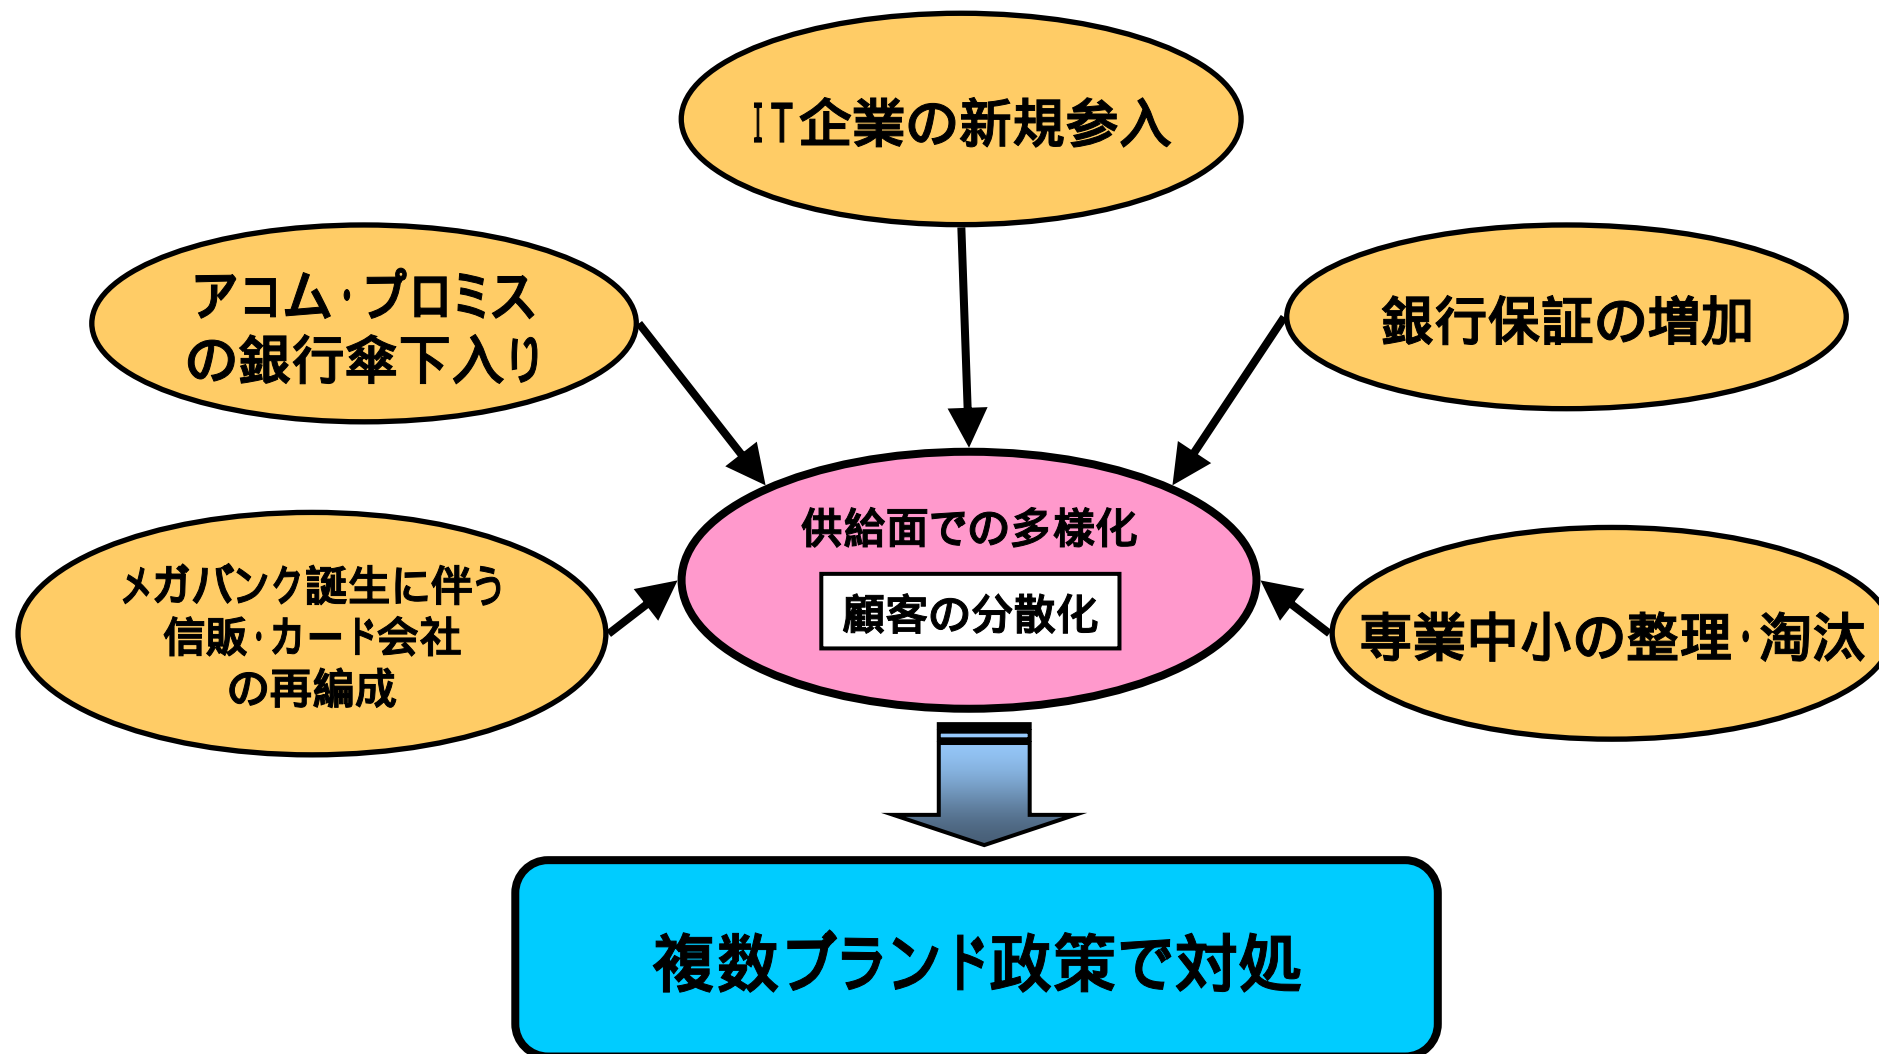 IT企業の新規参入
アコム・プロミス
の銀行傘下入り
銀行保証の増加
供給面での多様化
顧客の分散化
メガバンク誕生に伴う
信販・カード会社
の再編成
専業中小の整理・淘汰
複数ブランド政策で対処